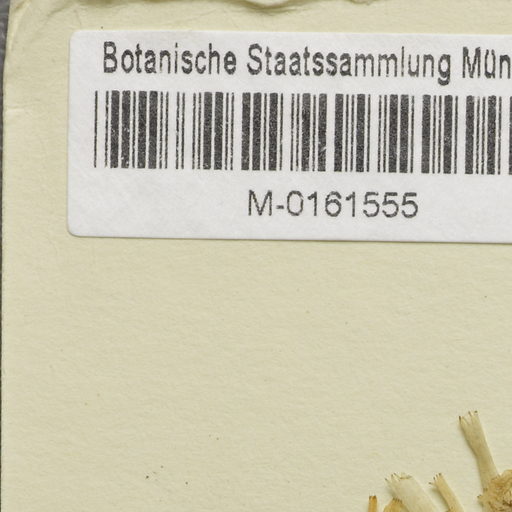 Botanische Staatssammlung Mün
M-0161555